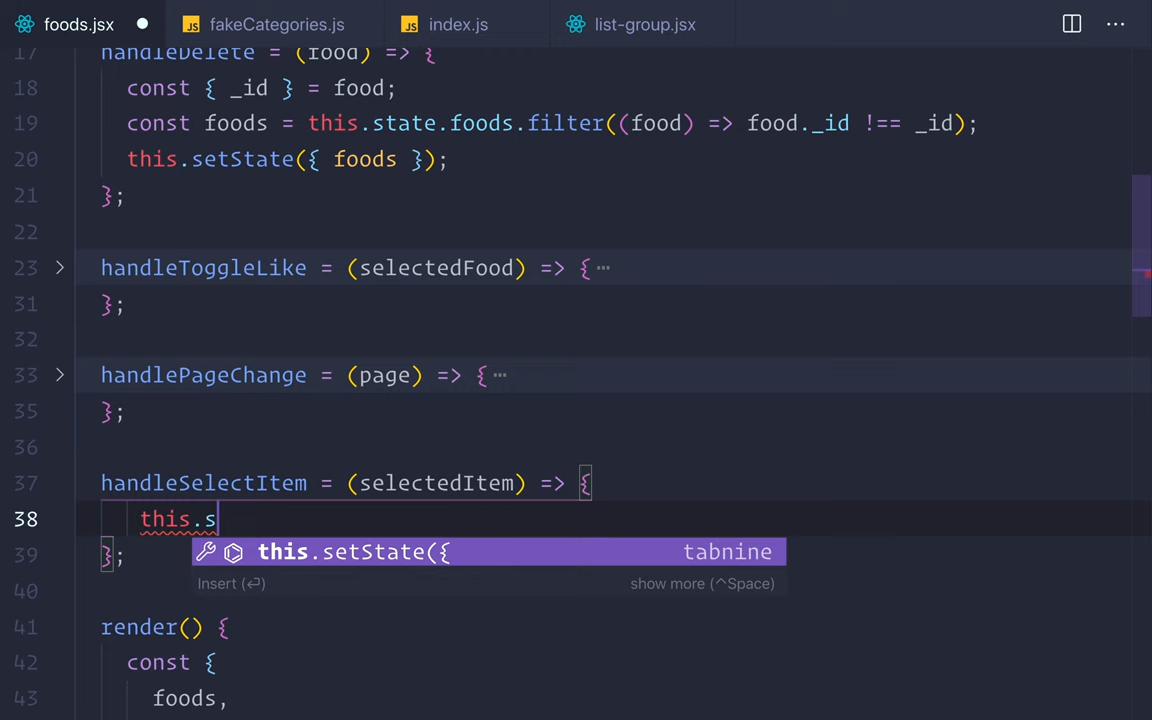 foods.jsx fakeCategories.js index.js list-group.jsx
17 handleDelete = (food) => {
18 const { _id } = food;
19 const foods = this.state.foods.filter((food) => food._id !== _id);
20 this.setState({ foods });
21 };
22
23 handleToggleLike = (selectedFood) => {
31 };
32
33 handlePageChange = (page) => {
35 };
36
37 handleSelectItem = (selectedItem) => {
38 this.s
this.setState({ tabnine
39 };
Insert (⏎) show more (^Space)
40
41 render() {
42 const {
43 foods,